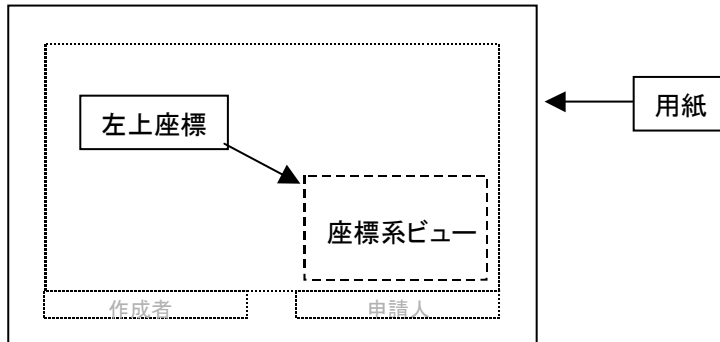 用紙
左上座標
座標系ビュー
作成者
申請人